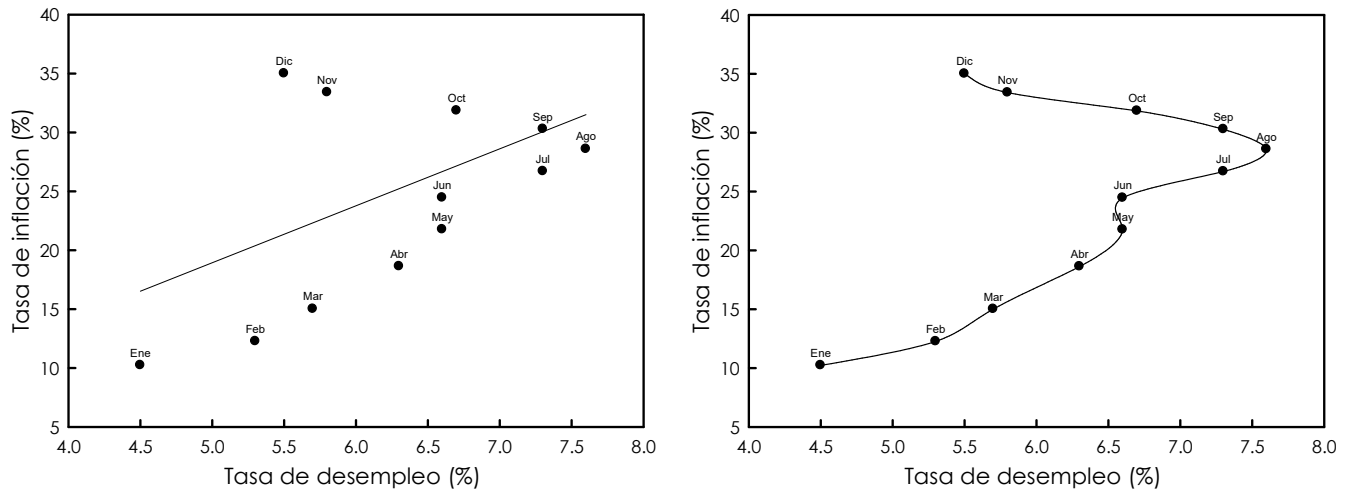 40
35
30
25
20
15
10
5
Tasa de inflación (%)
Dic
Nov
Oct
Sep
Ago
Jul
Jun
May
Abr
Mar
Feb
Ene
4.0 4.5 5.0 5.5 6.0 6.5 7.0 7.5 8.0
Tasa de desempleo (%)
40
35
30
25
20
15
10
5
Tasa de inflación (%)
Dic
Nov
Oct
Sep
Ago
Jul
Jun
May
Abr
Mar
Feb
Ene
4.0 4.5 5.0 5.5 6.0 6.5 7.0 7.5 8.0
Tasa de desempleo (%)